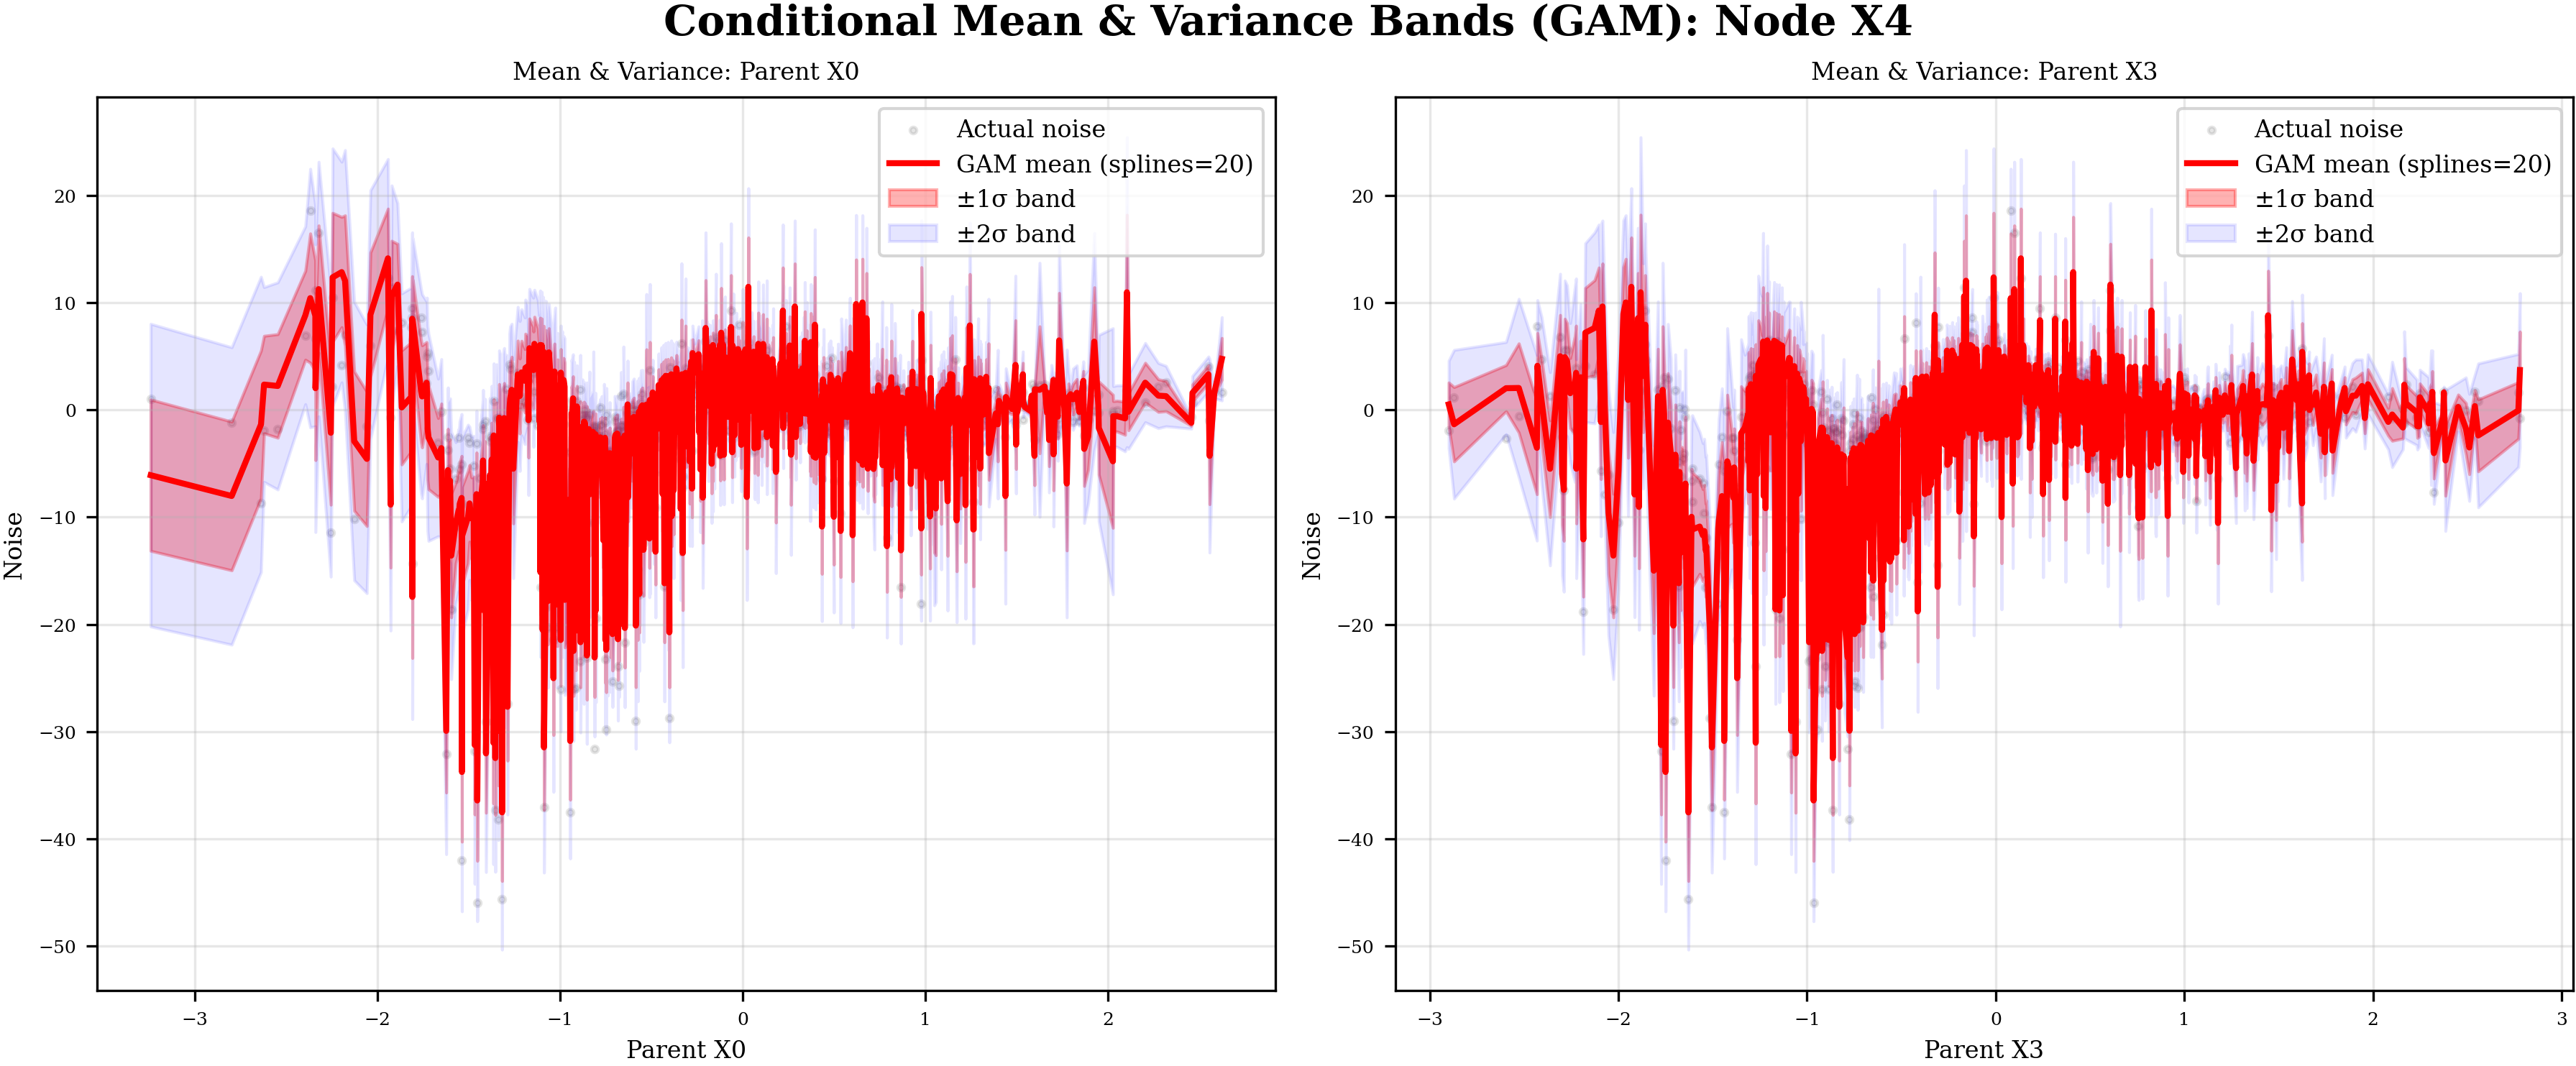 Conditional Mean & Variance Bands (GAM): Node X4
Mean & Variance: Parent X0
Noise
20
10
0
−10
−20
−30
−40
−50
−3
−2
−1
0
1
2
Parent X0
Actual noise
GAM mean (splines=20)
±1σ band
±2σ band
Mean & Variance: Parent X3
Noise
20
10
0
−10
−20
−30
−40
−50
−3
−2
−1
0
1
2
3
Parent X3
Actual noise
GAM mean (splines=20)
±1σ band
±2σ band